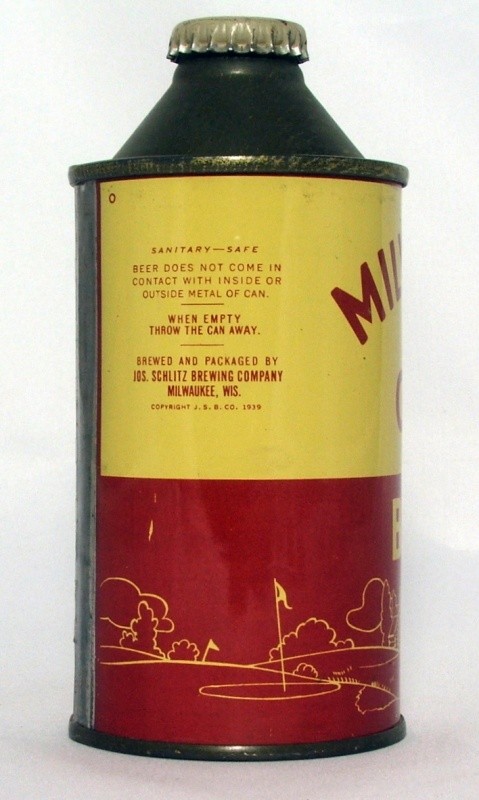 O
SANITARY—SAFE
BEER DOES NOT COME IN
CONTACT WITH INSIDE OR
OUTSIDE METAL OF CAN.
WHEN EMPTY
THROW THE CAN AWAY.
BREWED AND PACKAGED BY
JOS. SCHLITZ BREWING COMPANY
MILWAUKEE, WIS.
COPYRIGHT J. S. B. CO. 1939
MIL
B